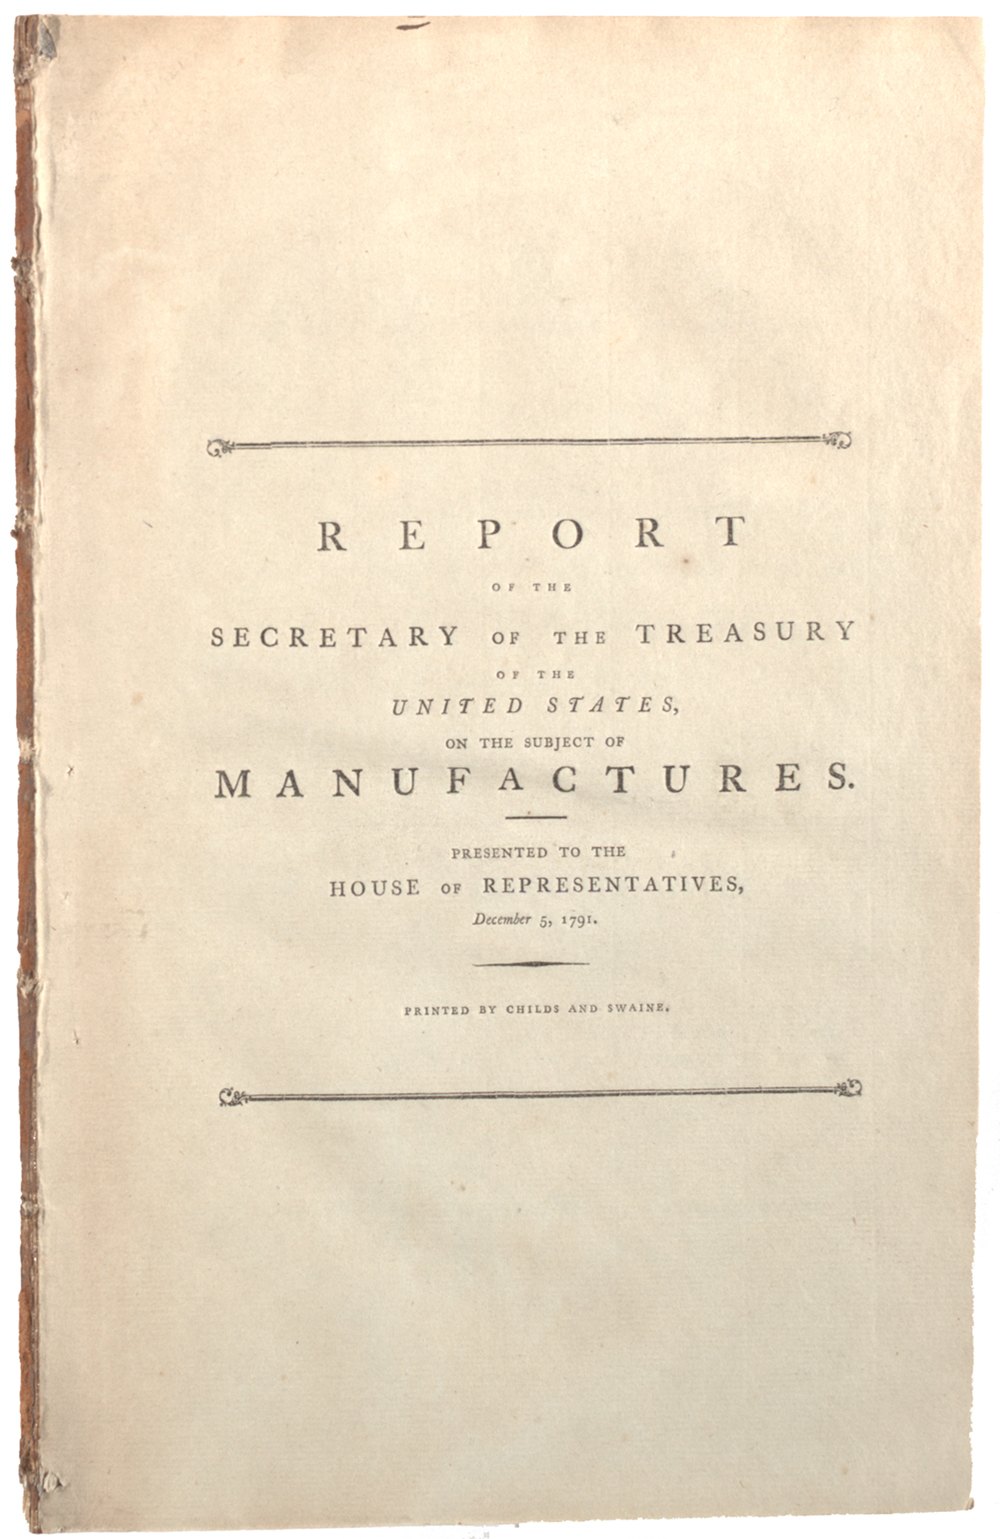 REPORT
OF THE
SECRETARY OF THE TREASURY
OF THE
UNITED STATES,
ON THE SUBJECT OF
MANUFACTURES.
PRESENTED TO THE
HOUSE OF REPRESENTATIVES,
December 5, 1791.
PRINTED BY CHILDS AND SWAINE.